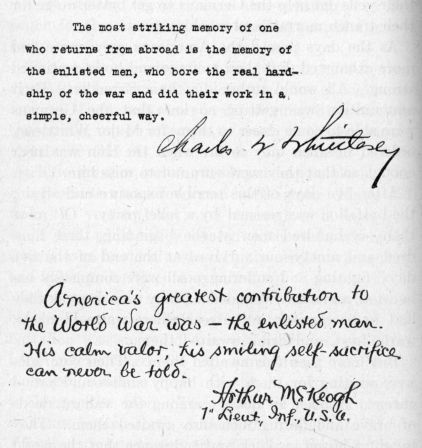 The most striking memory of one
who returns from abroad is the memory of
the enlisted men, who bore the real hard-
ship of the war and did their work in a
simple, cheerful way.
Charles W Whittlesey
America's greatest contribution to
the World War was – the enlisted man.
His calm valor, his smiling self-sacrifice
can never be told.
Arthur McKeogh
1st Lieut., Inf., U.S.A.